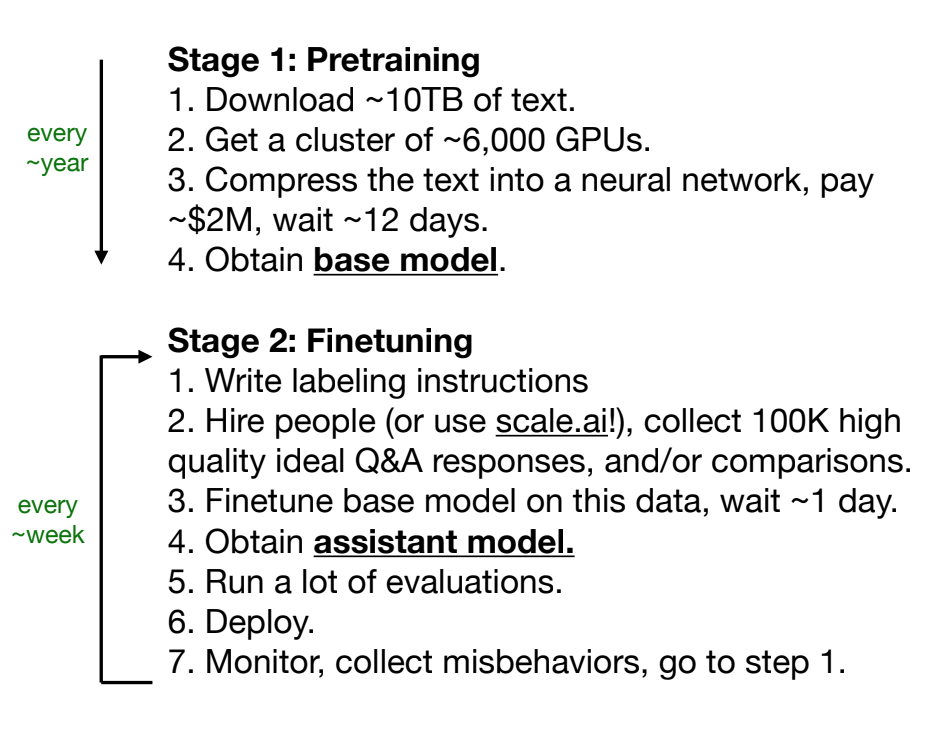 Stage 1: Pretraining
1. Download ~10TB of text.
2. Get a cluster of ~6,000 GPUs.
3. Compress the text into a neural network, pay
~$2M, wait ~12 days.
4. Obtain base model.
every
~year
Stage 2: Finetuning
1. Write labeling instructions
2. Hire people (or use scale.ai!), collect 100K high
quality ideal Q&A responses, and/or comparisons.
3. Finetune base model on this data, wait ~1 day.
4. Obtain assistant model.
5. Run a lot of evaluations.
6. Deploy.
7. Monitor, collect misbehaviors, go to step 1.
every
~week